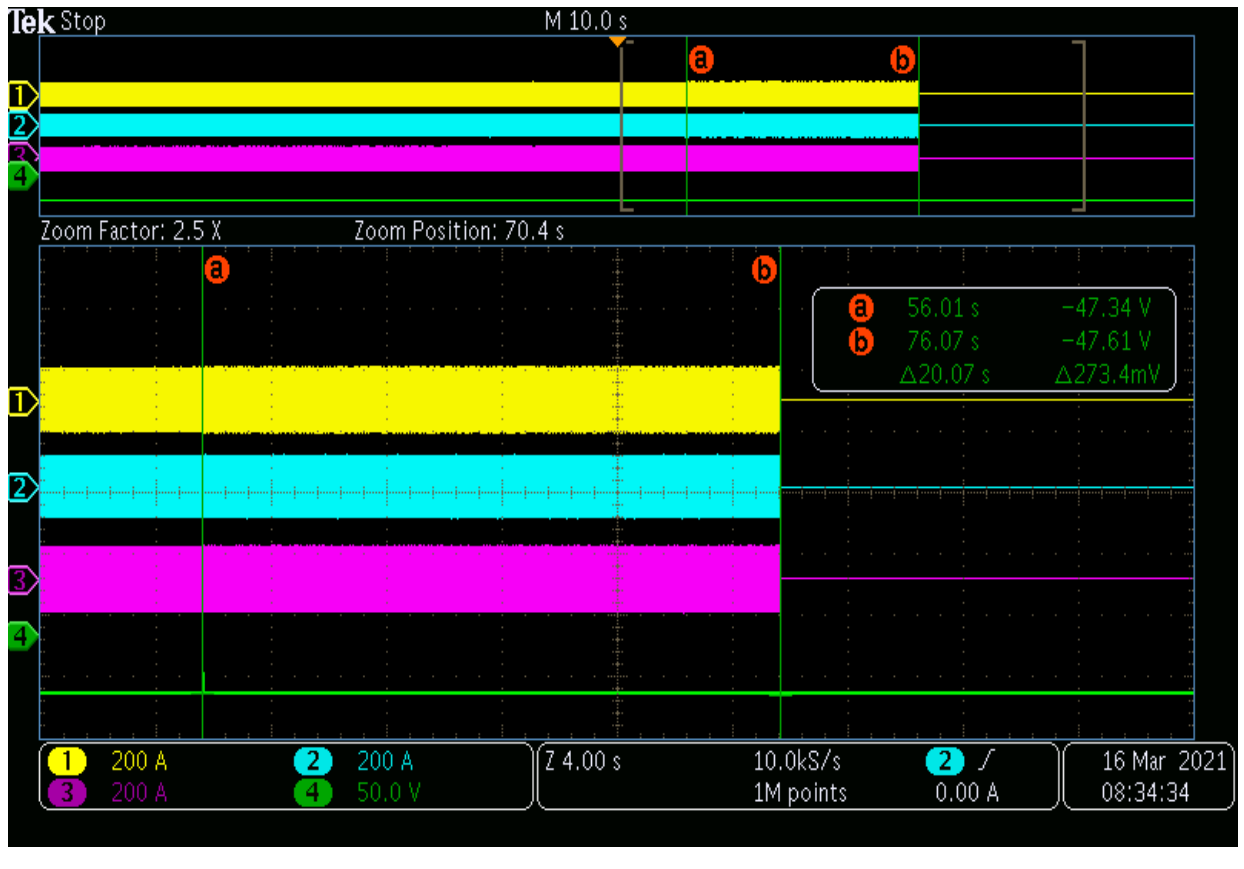 Tek Stop M 10.0 s
a b
1
2
3
4
Zoom Factor: 2.5 X Zoom Position: 70.4 s
a b
a 56.01 s −47.34 V
b 76.07 s −47.61 V
Δ20.07 s Δ273.4mV
1
2
3
4
1 200 A 2 200 A Z 4.00 s 10.0kS/s 2 ∫ 16 Mar 2021
3 200 A 4 50.0 V 1M points 0.00 A 08:34:34